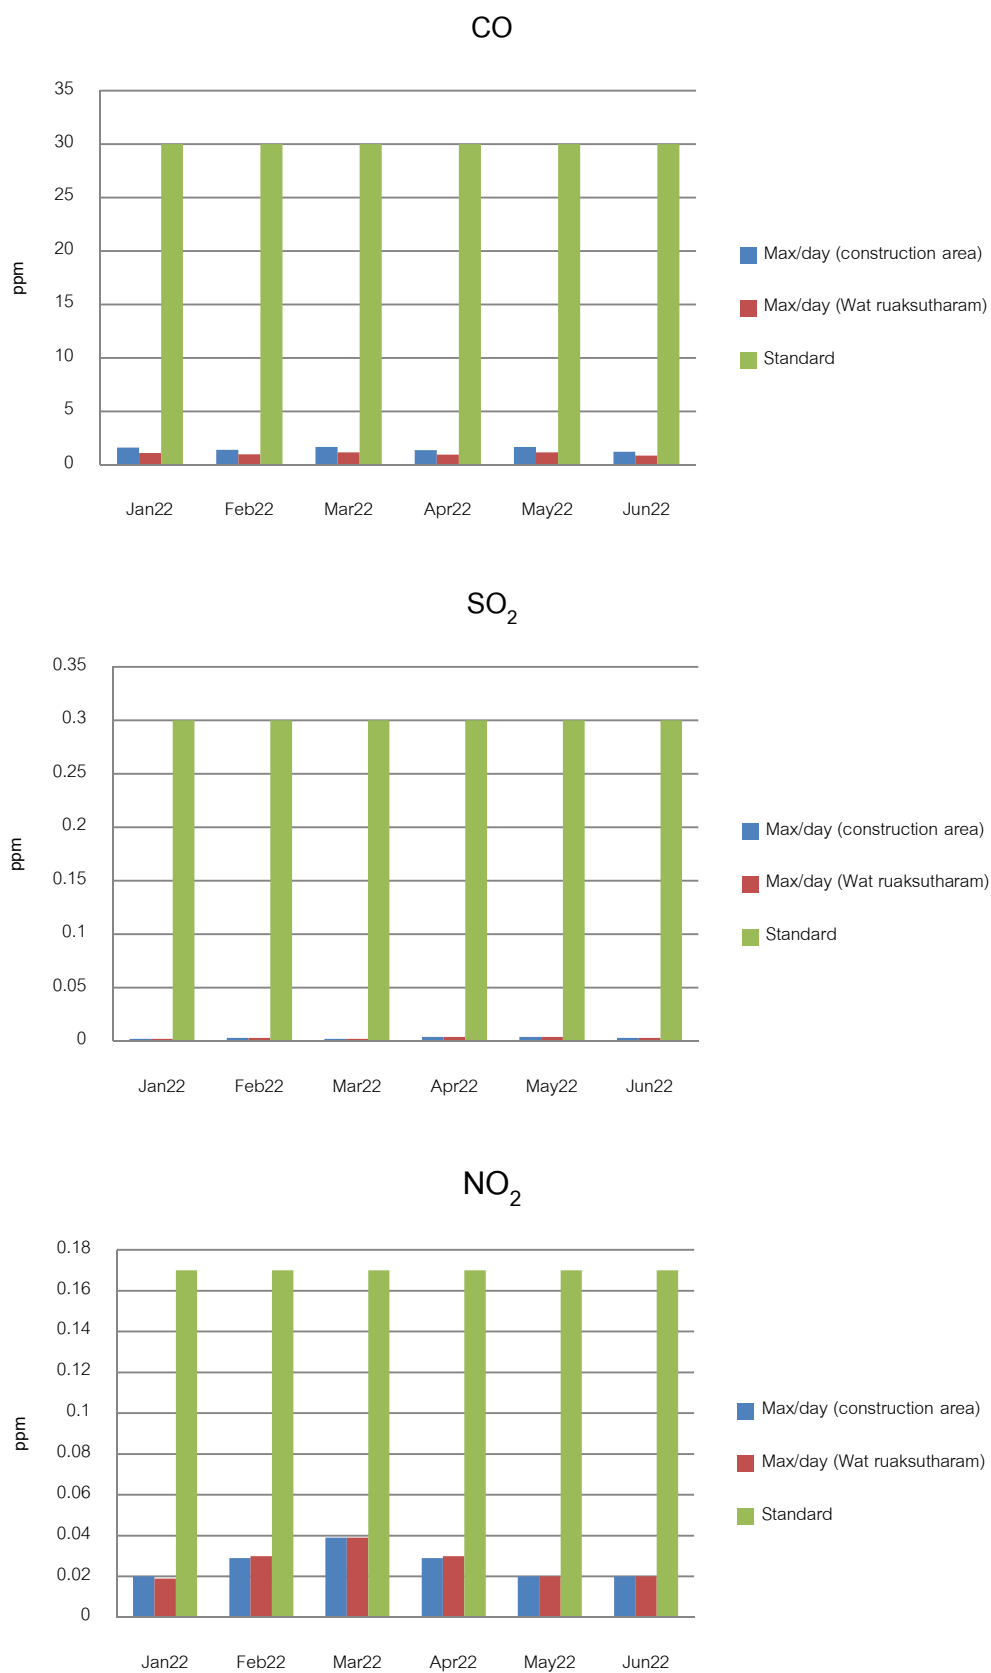 CO
35
30
25
20
15
10
5
0
ppm
Jan22 Feb22 Mar22 Apr22 May22 Jun22
Max/day (construction area)
Max/day (Wat ruaksutharam)
Standard
SO2
0.35
0.3
0.25
0.2
0.15
0.1
0.05
0
ppm
Jan22 Feb22 Mar22 Apr22 May22 Jun22
Max/day (construction area)
Max/day (Wat ruaksutharam)
Standard
NO2
0.18
0.16
0.14
0.12
0.1
0.08
0.06
0.04
0.02
0
ppm
Jan22 Feb22 Mar22 Apr22 May22 Jun22
Max/day (construction area)
Max/day (Wat ruaksutharam)
Standard